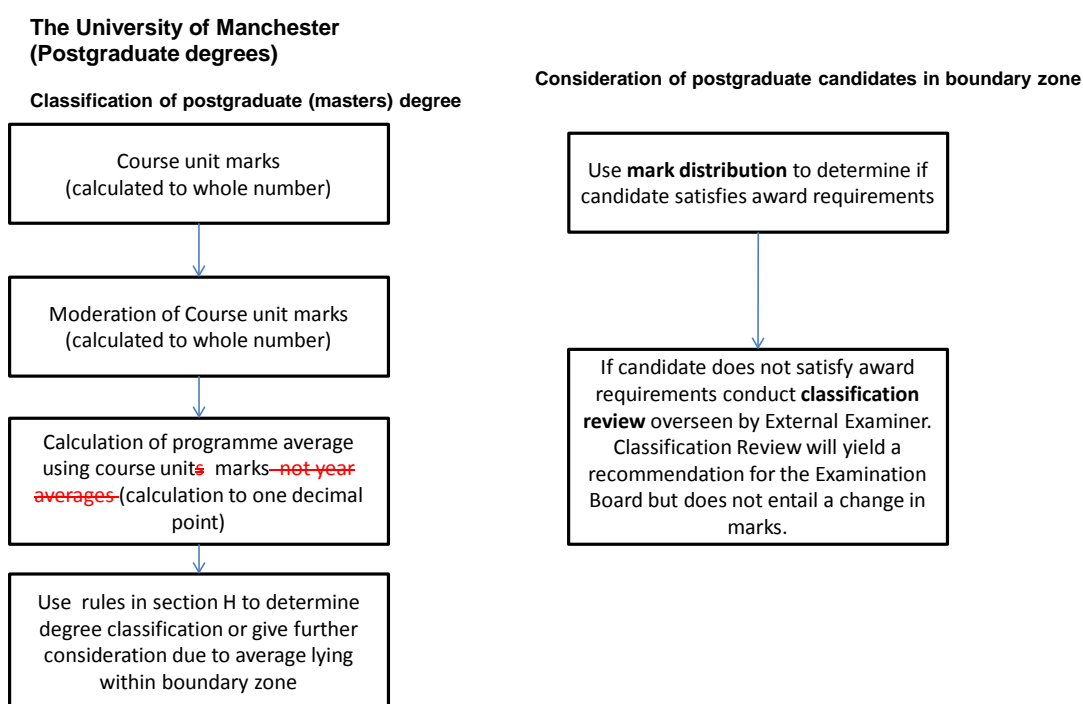 The University of Manchester
(Postgraduate degrees)
Classification of postgraduate (masters) degree
Course unit marks
(calculated to whole number)
Moderation of Course unit marks
(calculated to whole number)
Calculation of programme average
using course units marks not year
averages (calculation to one decimal
point)
Use rules in section H to determine
degree classification or give further
consideration due to average lying
within boundary zone
Consideration of postgraduate candidates in boundary zone
Use mark distribution to determine if
candidate satisfies award requirements
If candidate does not satisfy award
requirements conduct classification
review overseen by External Examiner.
Classification Review will yield a
recommendation for the Examination
Board but does not entail a change in
marks.